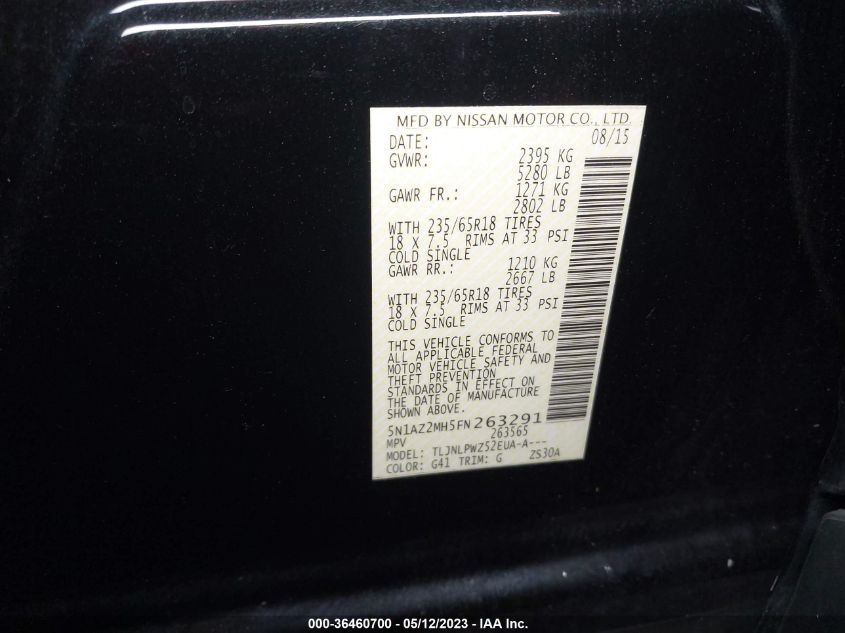 MFD BY NISSAN MOTOR CO., LTD.
DATE: 08/15
GVWR: 2395 KG
5280 LB
GAWR FR.: 1271 KG
2802 LB
WITH 235/65R18 TIRES
18 X 7.5 RIMS AT 33 PSI
COLD SINGLE
GAWR RR.: 1210 KG
2667 LB
WITH 235/65R18 TIRES
18 X 7.5 RIMS AT 33 PSI
COLD SINGLE
THIS VEHICLE CONFORMS TO
ALL APPLICABLE FEDERAL
MOTOR VEHICLE SAFETY AND
THEFT PREVENTION
STANDARDS IN EFFECT ON
THE DATE OF MANUFACTURE
SHOWN ABOVE.
5N1AZ2MH5FN263291
MPV 263565
MODEL: TLJNLPWZ52EUA-A---
COLOR: G41 TRIM: G ZS30A
000-36460700 - 05/12/2023 - IAA Inc.